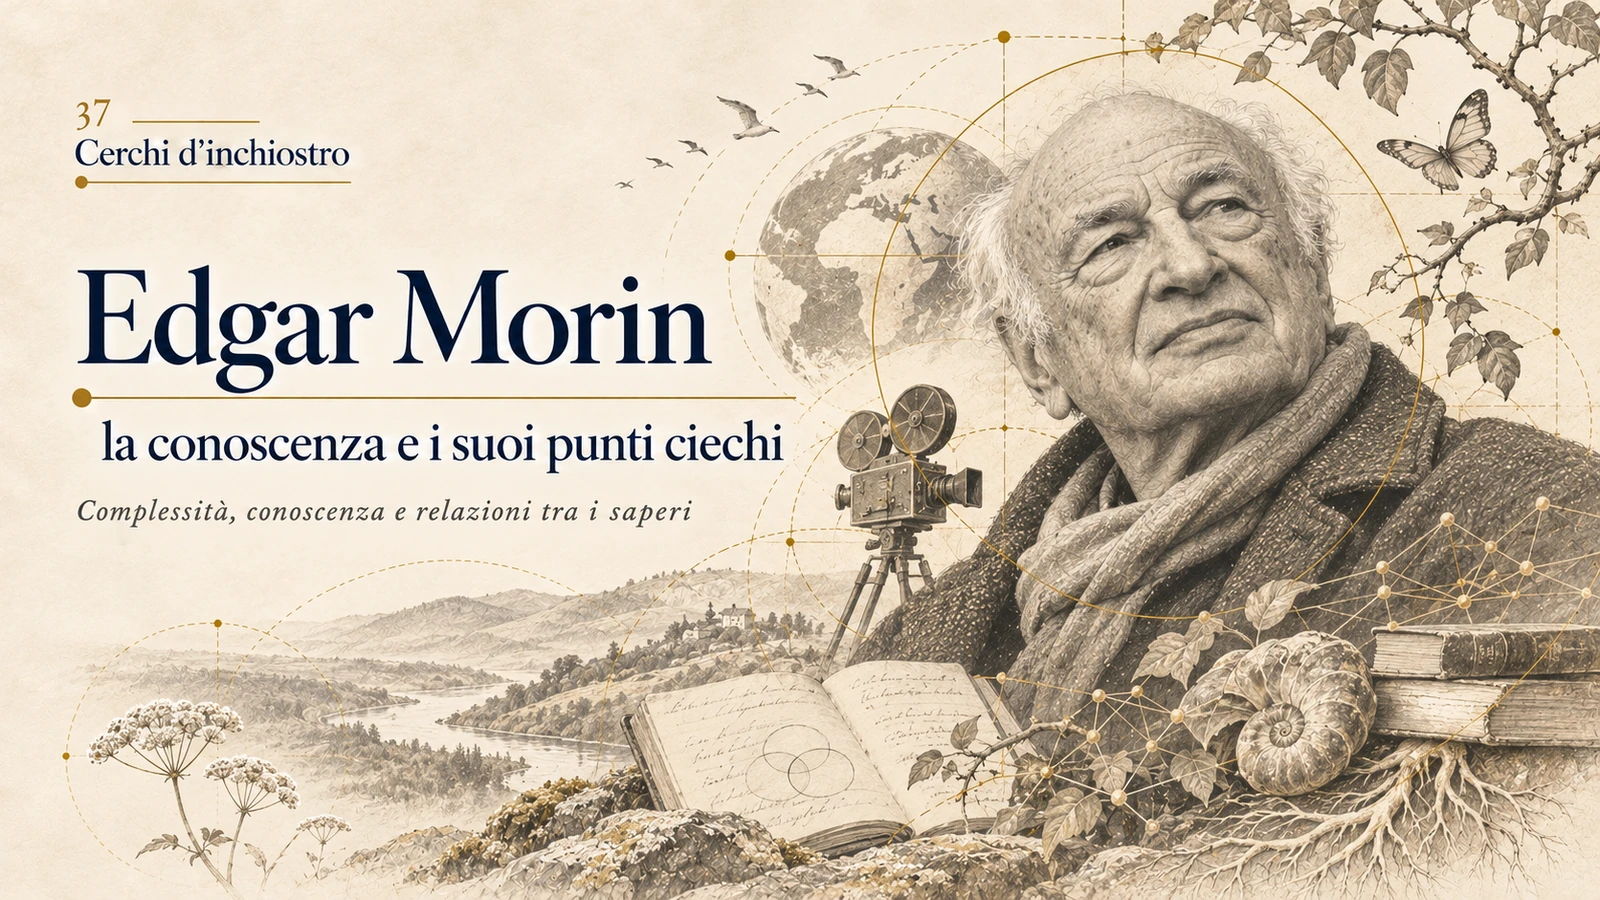 37
Cerchi d'inchiostro
Edgar Morin
la conoscenza e i suoi punti ciechi
Complessità, conoscenza e relazioni tra i saperi